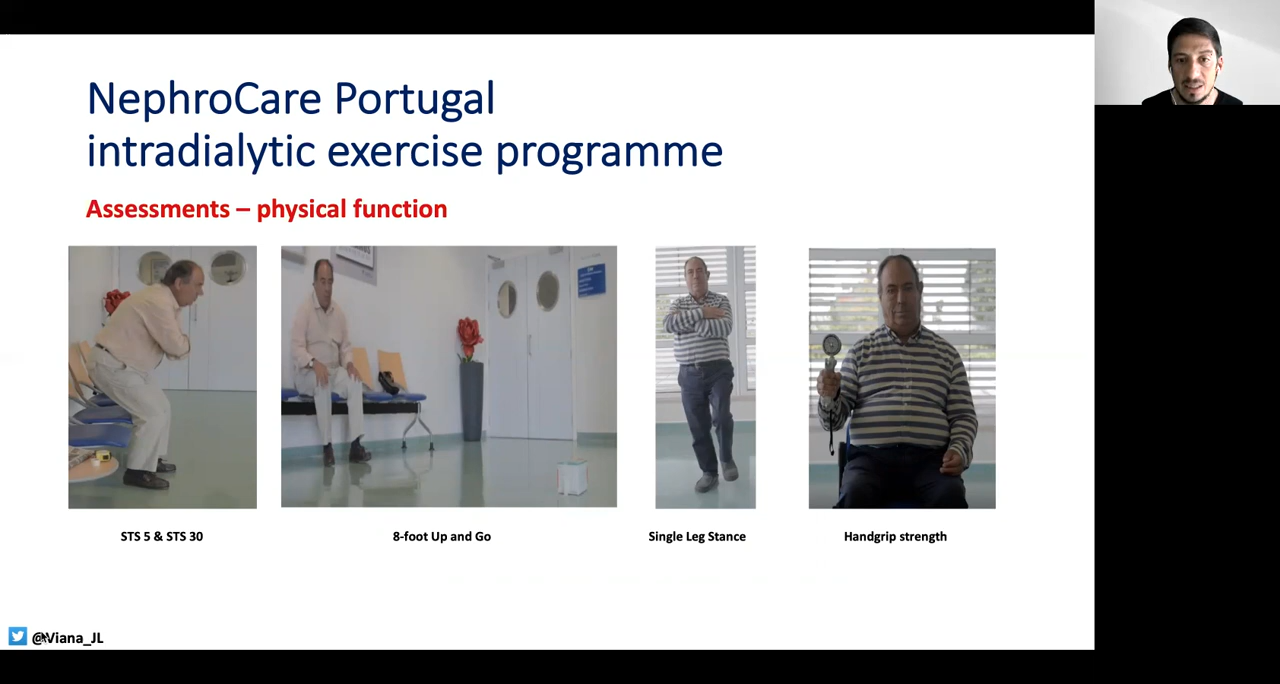 NephroCare Portugal
intradialytic exercise programme
Assessments – physical function
STS 5 & STS 30
8-foot Up and Go
Single Leg Stance
Handgrip strength
@Viana_JL